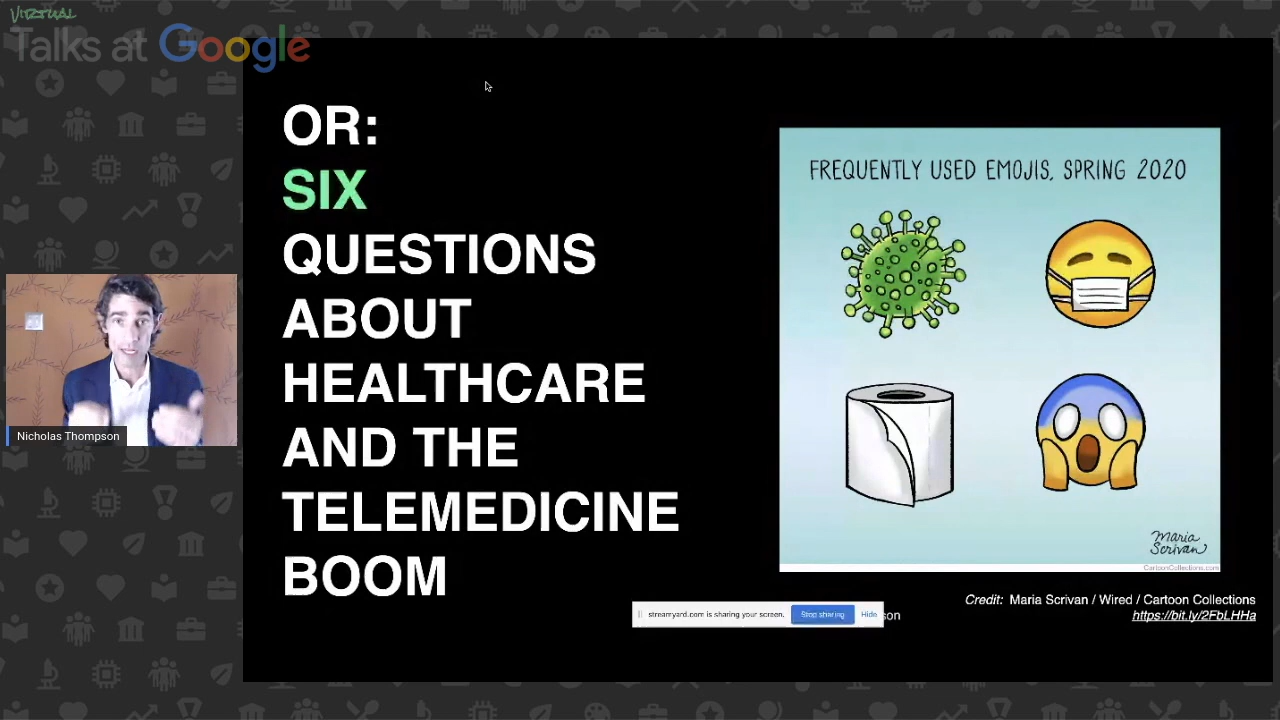 VIRTUAL
Talks at Google
OR:
SIX
QUESTIONS
ABOUT
HEALTHCARE
AND THE
TELEMEDICINE
BOOM
FREQUENTLY USED EMOJIS, SPRING 2020
Maria
Scrivan
CartoonCollections.com
Nicholas Thompson
Credit: Maria Scrivan / Wired / Cartoon Collections
https://bit.ly/2FbLHHa
streamyard.com is sharing your screen.
Stop sharing
Hide